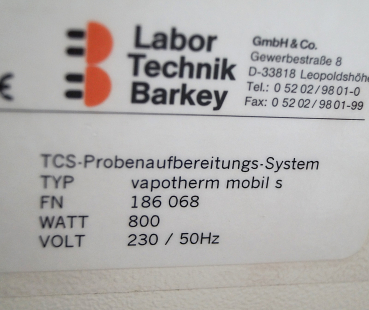 Labor
Technik
Barkey
GmbH & Co.
Gewerbestraße 8
D-33818 Leopoldshöhe
Tel.: 0 52 02/98 01-0
Fax: 0 52 02/98 01-99
CE
TCS-Probenaufbereitungs-System
TYP vapotherm mobil s
FN 186 068
WATT 800
VOLT 230 / 50Hz